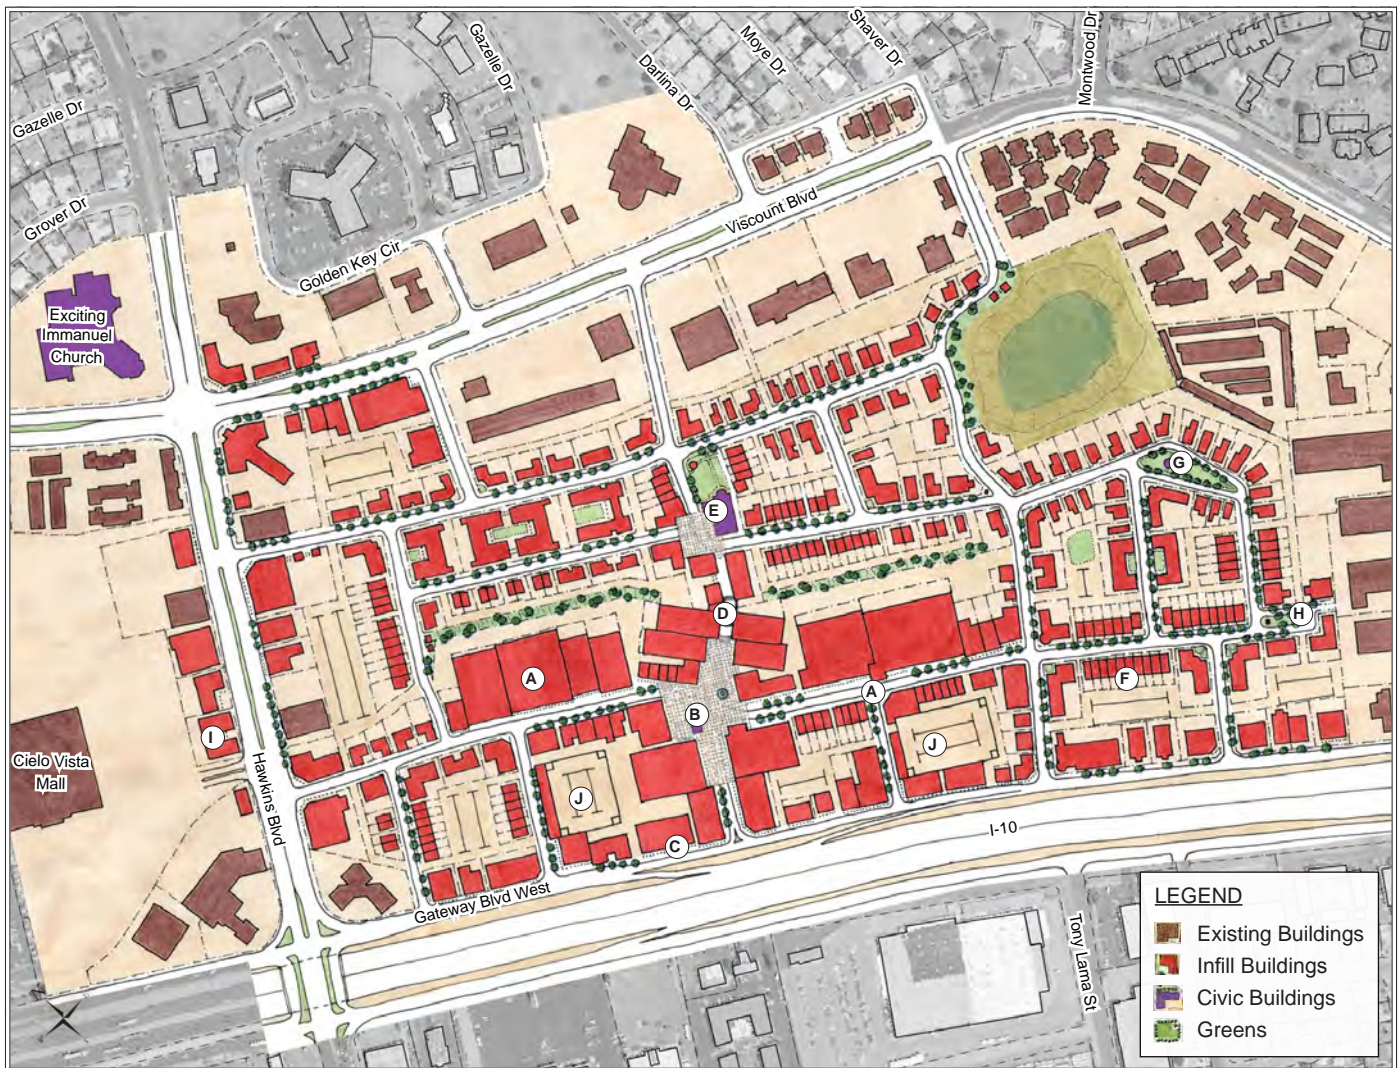 Shaver Dr
Montwood Dr
Moye Dr
Gazelle Dr
Darlina Dr
Gazelle Dr
Grover Dr
Viscount Blvd
Golden Key Cir
Exciting
Immanuel
Church
G
E
D
H
A
F
A
B
I
J
Cielo Vista
Mall
Hawkins Blvd
J
I-10
C
Gateway Blvd West
Tony Lama St
LEGEND
Existing Buildings
Infill Buildings
Civic Buildings
Greens